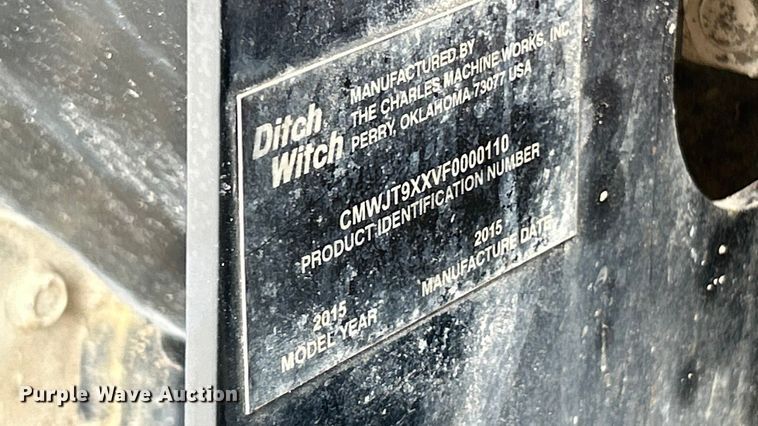 Ditch
Witch
MANUFACTURED BY
THE CHARLES MACHINE WORKS, INC.
PERRY, OKLAHOMA 73077 USA
CMWJT9XXVF0000110
PRODUCT IDENTIFICATION NUMBER
2015
MODEL YEAR
2015
MANUFACTURE DATE
Purple Wave Auction